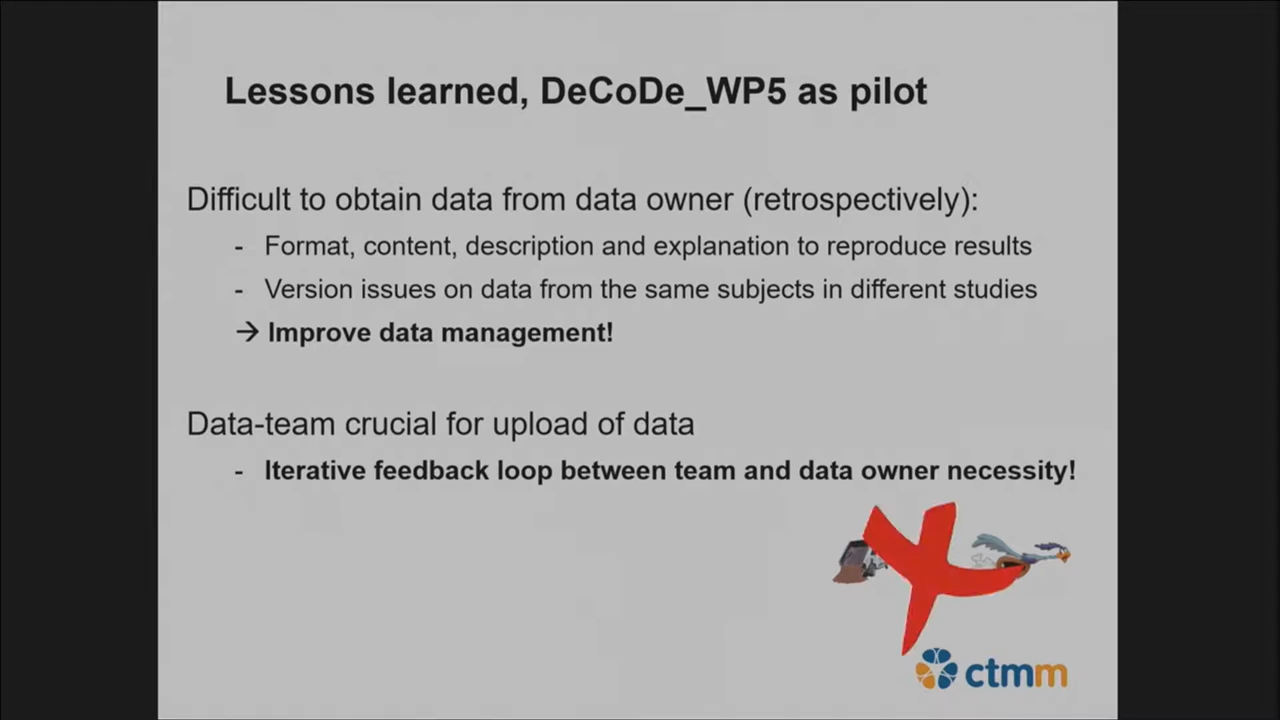 Lessons learned, DeCoDe_WP5 as pilot
Difficult to obtain data from data owner (retrospectively):
- Format, content, description and explanation to reproduce results
- Version issues on data from the same subjects in different studies
→ Improve data management!
Data-team crucial for upload of data
- Iterative feedback loop between team and data owner necessity!
ctmm